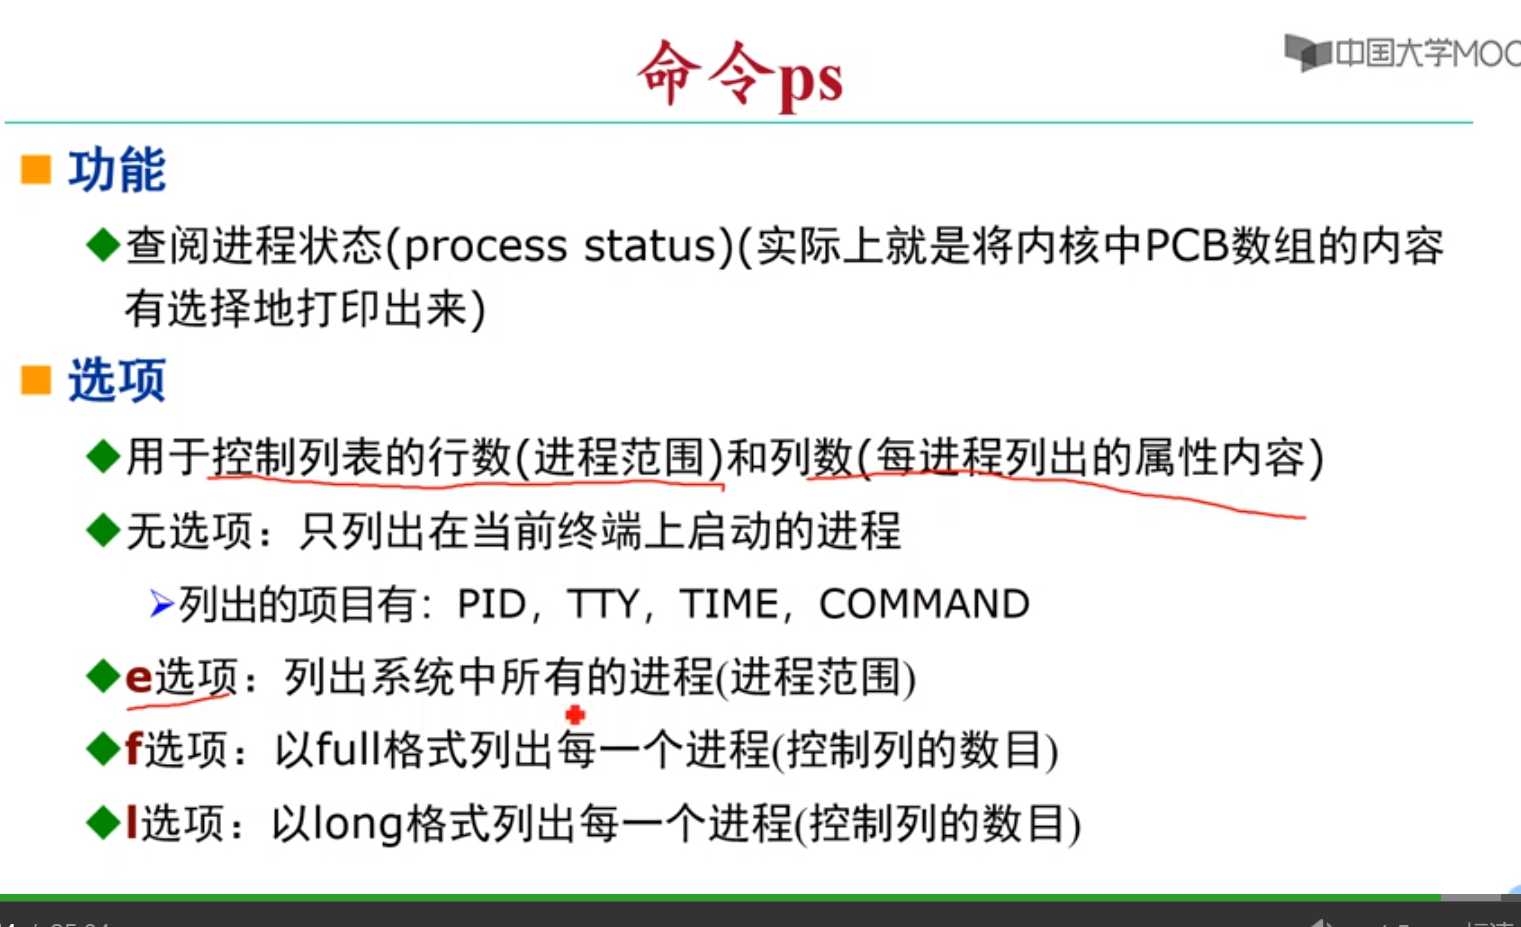 命令ps
中国大学MOO
功能
查阅进程状态(process status)(实际上就是将内核中PCB数组的内容
有选择地打印出来)
选项
用于控制列表的行数(进程范围)和列数(每进程列出的属性内容)
无选项：只列出在当前终端上启动的进程
列出的项目有：PID，TTY，TIME，COMMAND
e选项：列出系统中所有的进程(进程范围)
f选项：以full格式列出每一个进程(控制列的数目)
l选项：以long格式列出每一个进程(控制列的数目)